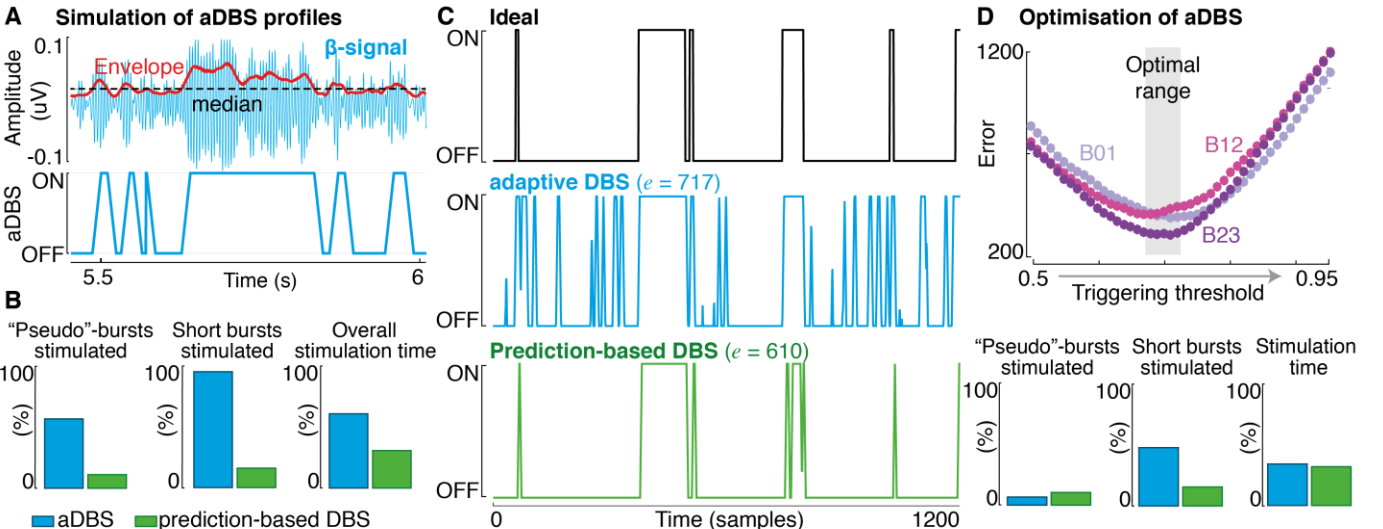 A Simulation of aDBS profiles
0.1
β-signal
Envelope
median
Amplitude
(uV)
-0.1
ON
aDBS
OFF
5.5
Time (s)
6
B
“Pseudo”-bursts
stimulated
Short bursts
stimulated
Overall
stimulation time
100
(%)
0
100
(%)
0
100
(%)
0
aDBS
prediction-based DBS
C Ideal
ON
OFF
adaptive DBS (e = 717)
ON
OFF
Prediction-based DBS (e = 610)
ON
OFF
0
Time (samples)
1200
D Optimisation of aDBS
1200
Optimal
range
Error
B01
B12
B23
200
0.5
0.95
Triggering threshold
“Pseudo”-bursts
stimulated
Short bursts
stimulated
Stimulation
time
100
(%)
0
100
(%)
0
100
(%)
0